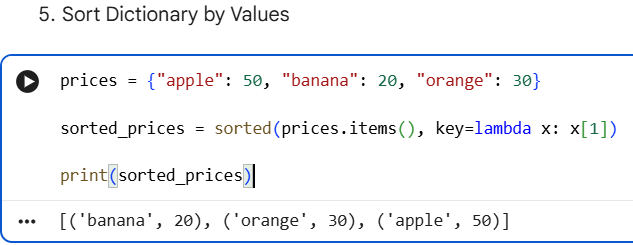 5. Sort Dictionary by Values
prices = {"apple": 50, "banana": 20, "orange": 30}
sorted_prices = sorted(prices.items(), key=lambda x: x[1])
print(sorted_prices)
[('banana', 20), ('orange', 30), ('apple', 50)]